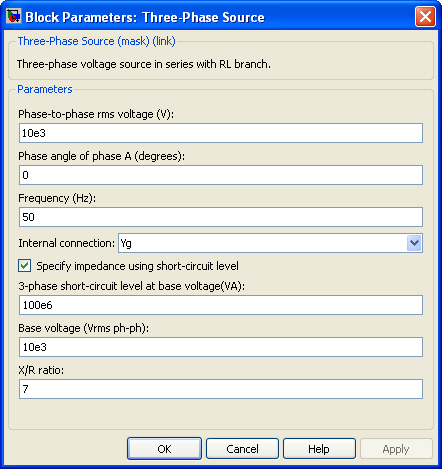 Block Parameters: Three-Phase Source
Three-Phase Source (mask) (link)
Three-phase voltage source in series with RL branch.
Parameters
Phase-to-phase rms voltage (V):
10e3
Phase angle of phase A (degrees):
0
Frequency (Hz):
50
Internal connection: Yg
Specify impedance using short-circuit level
3-phase short-circuit level at base voltage(VA):
100e6
Base voltage (Vrms ph-ph):
10e3
X/R ratio:
7
OK Cancel Help Apply